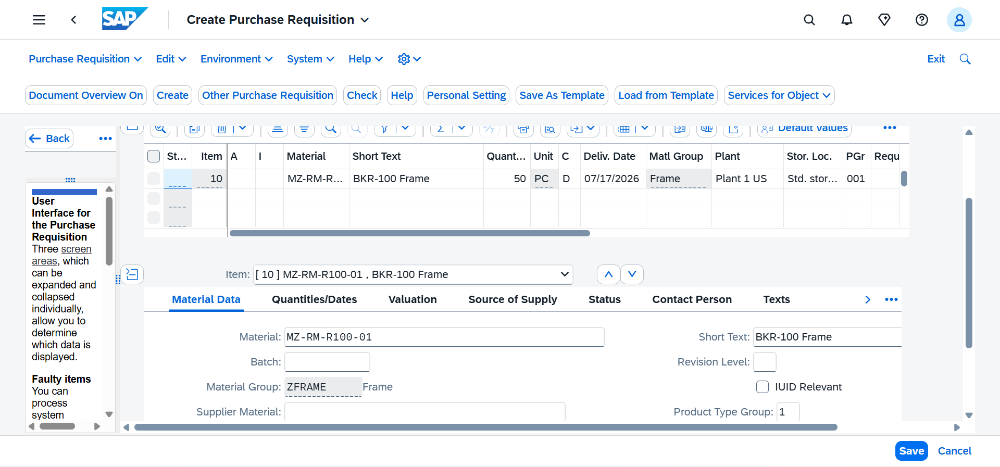 SAP
Create Purchase Requisition
Purchase Requisition
Edit
Environment
System
Help
Exit
Document Overview On
Create
Other Purchase Requisition
Check
Help
Personal Setting
Save As Template
Load from Template
Services for Object
Back
Default Values
St...
Item
A
I
Material
Short Text
Quant...
Unit
C
Deliv. Date
Matl Group
Plant
Stor. Loc.
PGr
Requ
10
MZ-RM-R...
BKR-100 Frame
50
PC
D
07/17/2026
Frame
Plant 1 US
Std. stor...
001
User
Interface for
the Purchase
Requisition
Three screen
areas, which
can be
expanded and
collapsed
individually,
allow you to
determine
which data is
displayed.
Faulty items
You can
process
system
Item: [ 10 ] MZ-RM-R100-01 , BKR-100 Frame
Material Data
Quantities/Dates
Valuation
Source of Supply
Status
Contact Person
Texts
Material: MZ-RM-R100-01
Short Text: BKR-100 Frame
Batch:
Revision Level:
Material Group: ZFRAME Frame
IUID Relevant
Supplier Material:
Product Type Group: 1
Save
Cancel